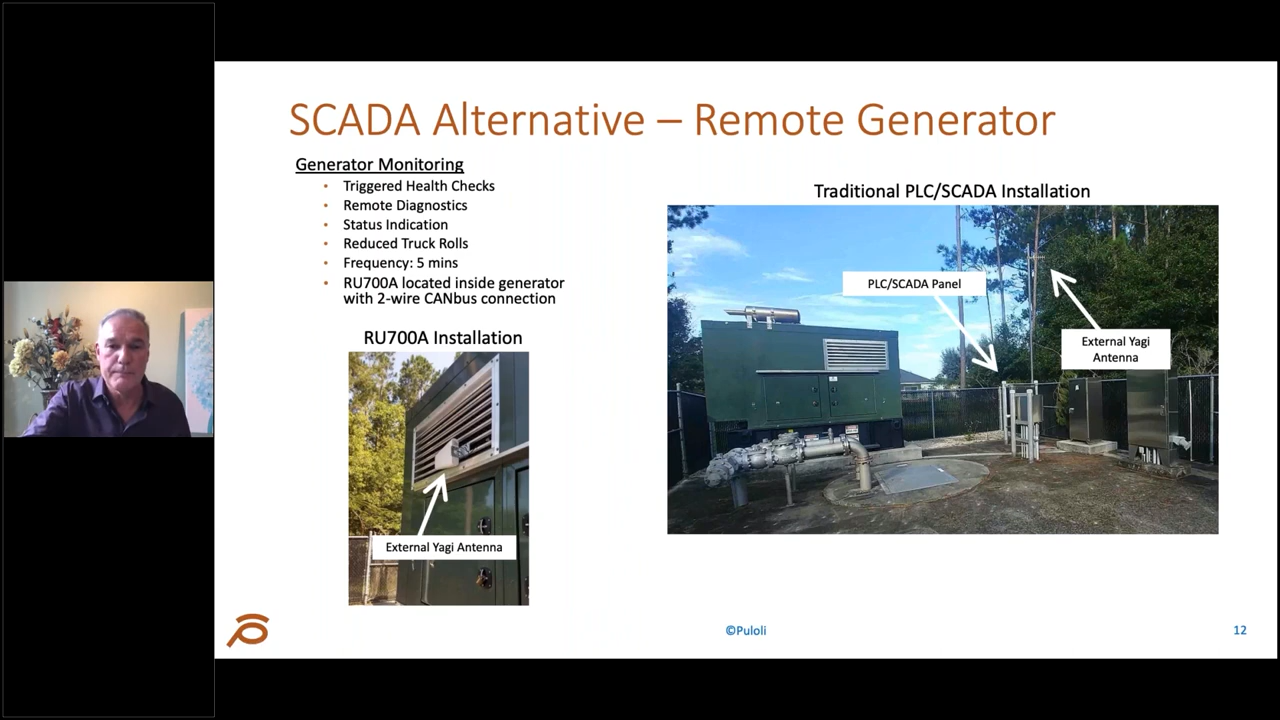 SCADA Alternative – Remote Generator
Generator Monitoring
• Triggered Health Checks
• Remote Diagnostics
• Status Indication
• Reduced Truck Rolls
• Frequency: 5 mins
• RU700A located inside generator
with 2-wire CANbus connection
RU700A Installation
External Yagi Antenna
Traditional PLC/SCADA Installation
PLC/SCADA Panel
External Yagi
Antenna
©Puloli
12